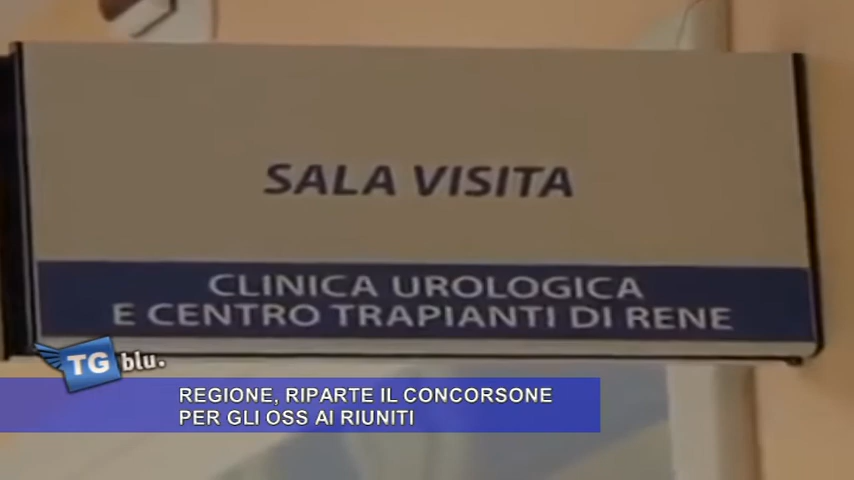 SALA VISITA
CLINICA UROLOGICA
E CENTRO TRAPIANTI DI RENE
TG blu.
REGIONE, RIPARTE IL CONCORSONE
PER GLI OSS AI RIUNITI